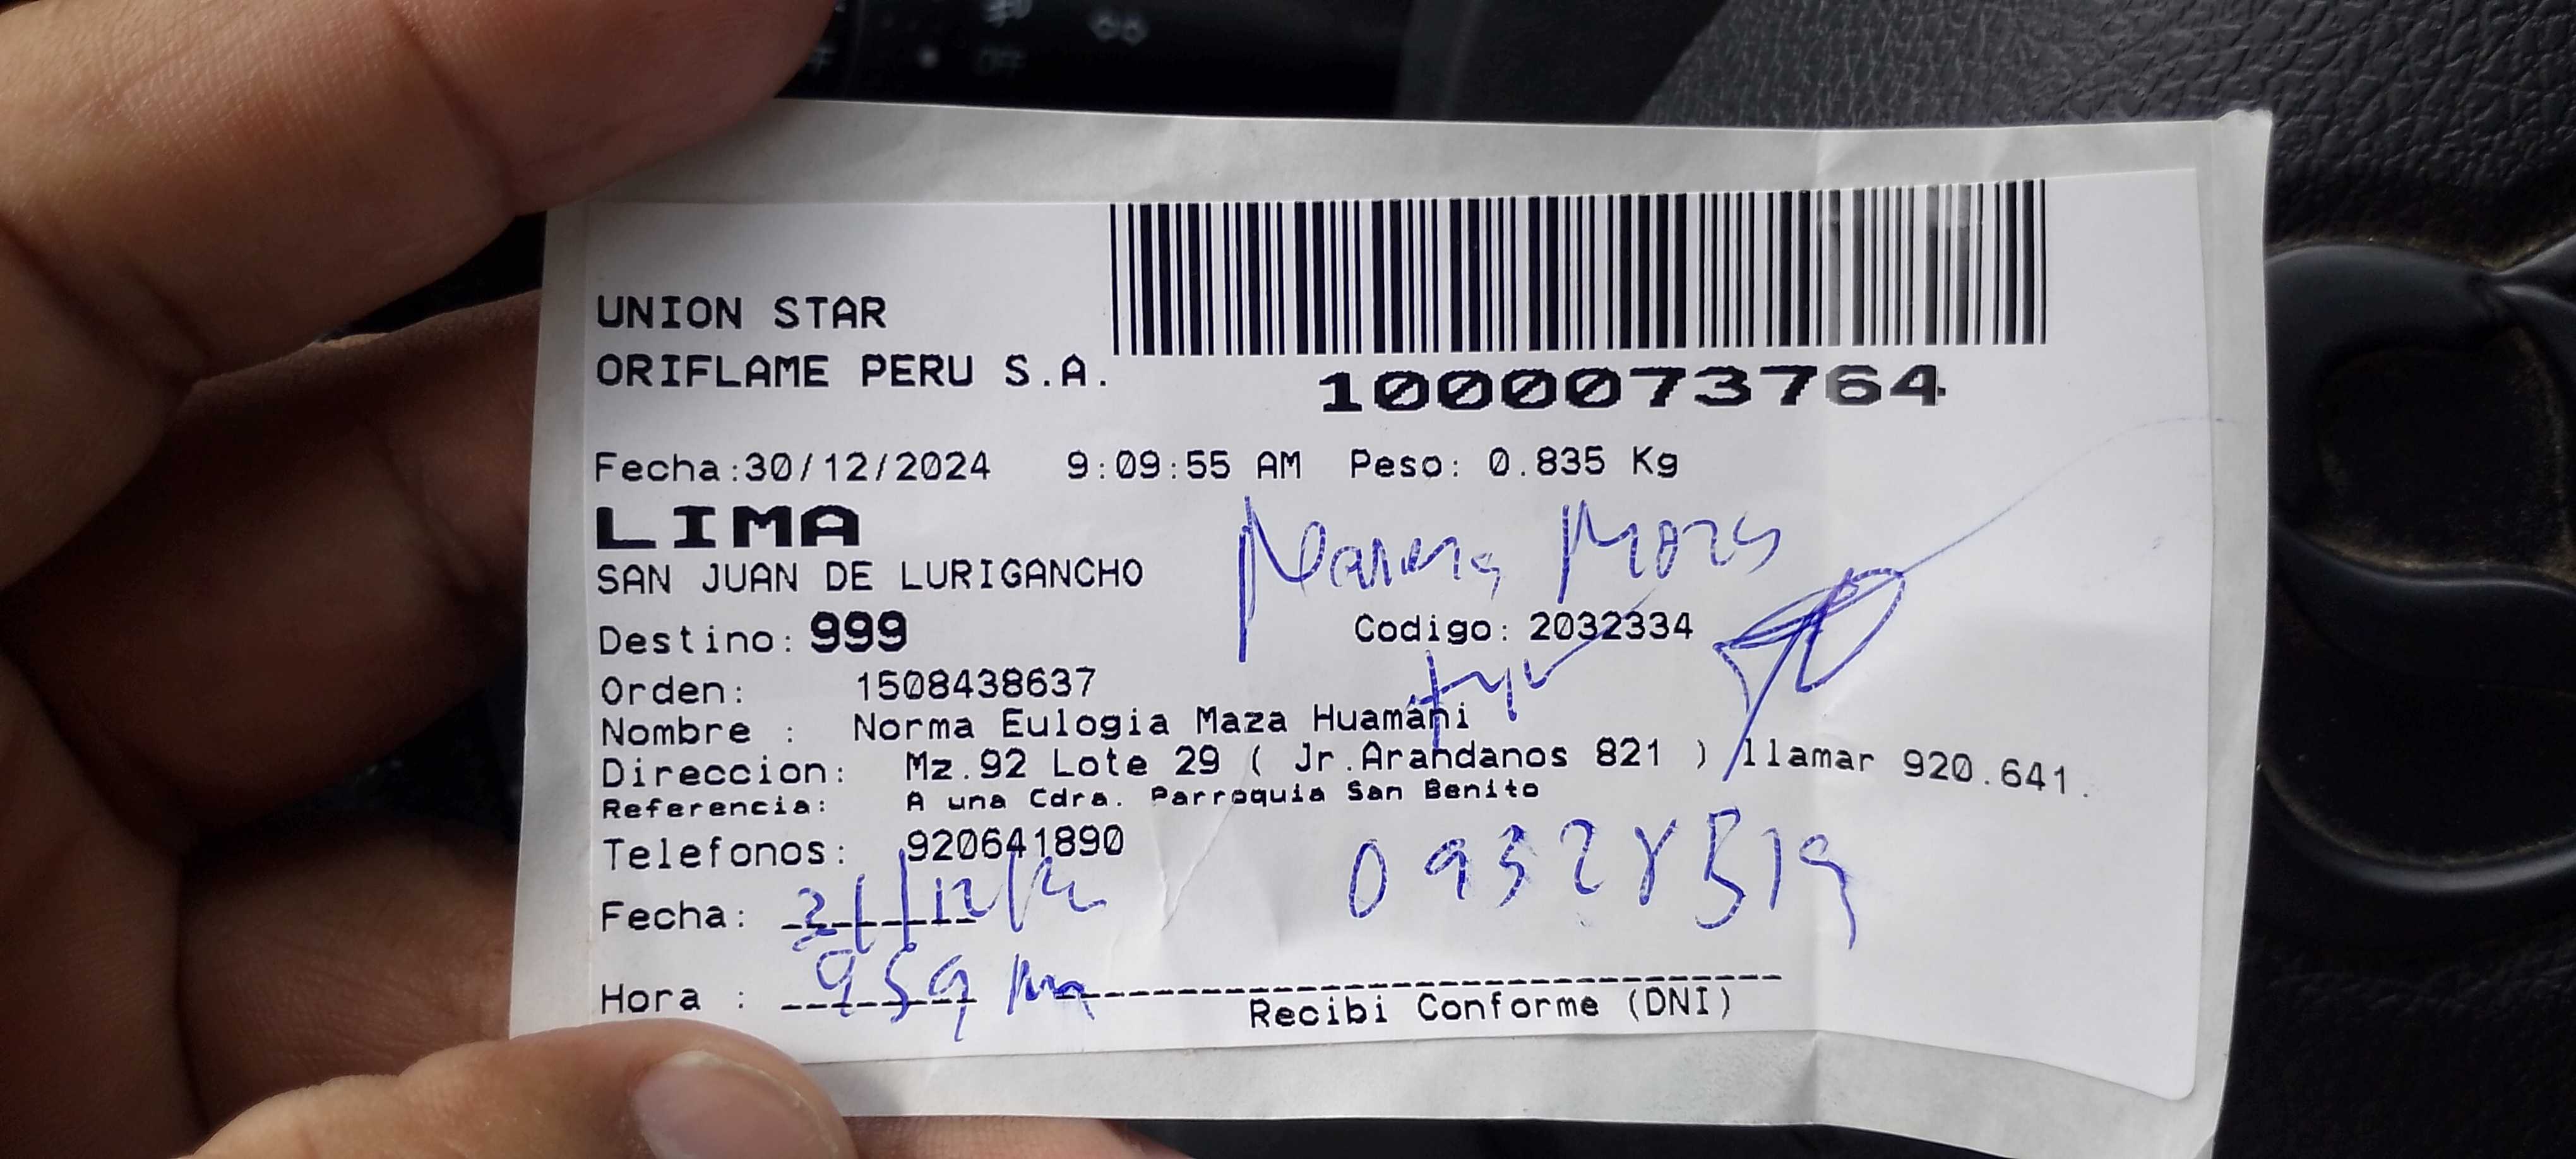 UNION STAR
ORIFLAME PERU S.A.
1000073764
Fecha:30/12/2024 9:09:55 AM Peso: 0.835 Kg
LIMA
SAN JUAN DE LURIGANCHO
Destino: 999 Codigo: 2032334
Orden: 1508438637
Nombre : Norma Eulogia Maza Huamani
Direccion: Mz.92 Lote 29 ( Jr.Arandanos 821 ) llamar 920.641.
Referencia: A una Cdra. Parroquia San Benito
Telefonos: 920641890
Fecha:
Hora : 959
Recibi Conforme (DNI)